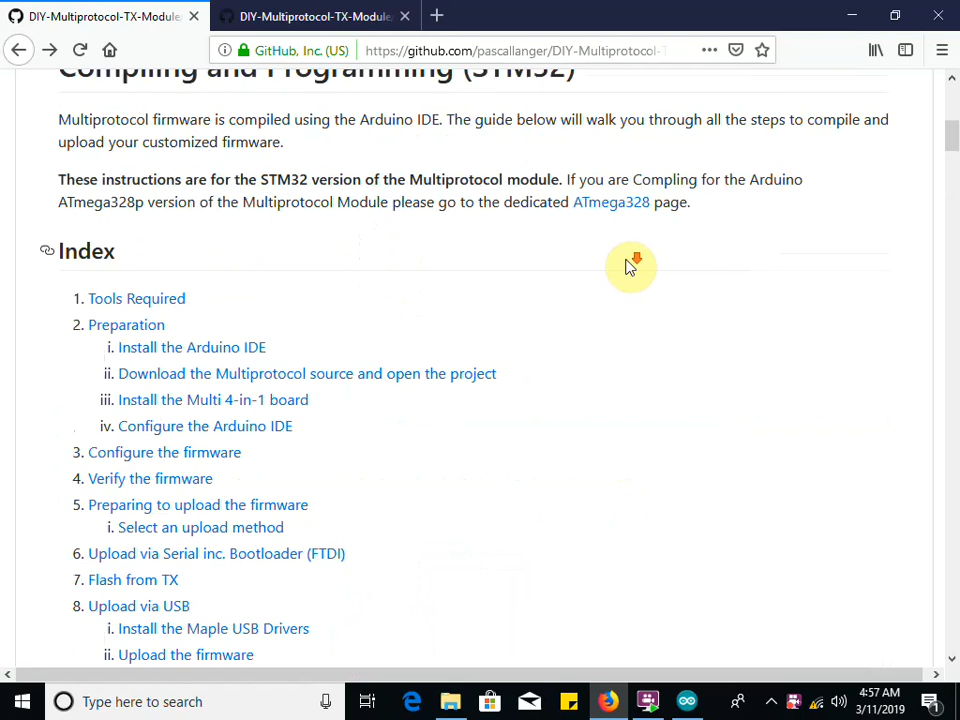 DIY-Multiprotocol-TX-Module
DIY-Multiprotocol-TX-Module
GitHub, Inc. (US)
https://github.com/pascallanger/DIY-Multiprotocol-T
Compiling and Programming (STM32)
Multiprotocol firmware is compiled using the Arduino IDE. The guide below will walk you through all the steps to compile and
upload your customized firmware.
These instructions are for the STM32 version of the Multiprotocol module. If you are Compling for the Arduino
ATmega328p version of the Multiprotocol Module please go to the dedicated ATmega328 page.
Index
1. Tools Required
2. Preparation
i. Install the Arduino IDE
ii. Download the Multiprotocol source and open the project
iii. Install the Multi 4-in-1 board
iv. Configure the Arduino IDE
3. Configure the firmware
4. Verify the firmware
5. Preparing to upload the firmware
i. Select an upload method
6. Upload via Serial inc. Bootloader (FTDI)
7. Flash from TX
8. Upload via USB
i. Install the Maple USB Drivers
ii. Upload the firmware
Type here to search
4:57 AM
3/11/2019
1